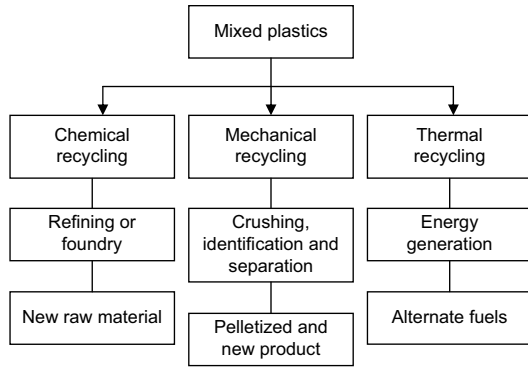 Mixed plastics
Chemical
recycling
Mechanical
recycling
Thermal
recycling
Refining or
foundry
Crushing,
identification and
separation
Energy
generation
New raw material
Pelletized and
new product
Alternate fuels